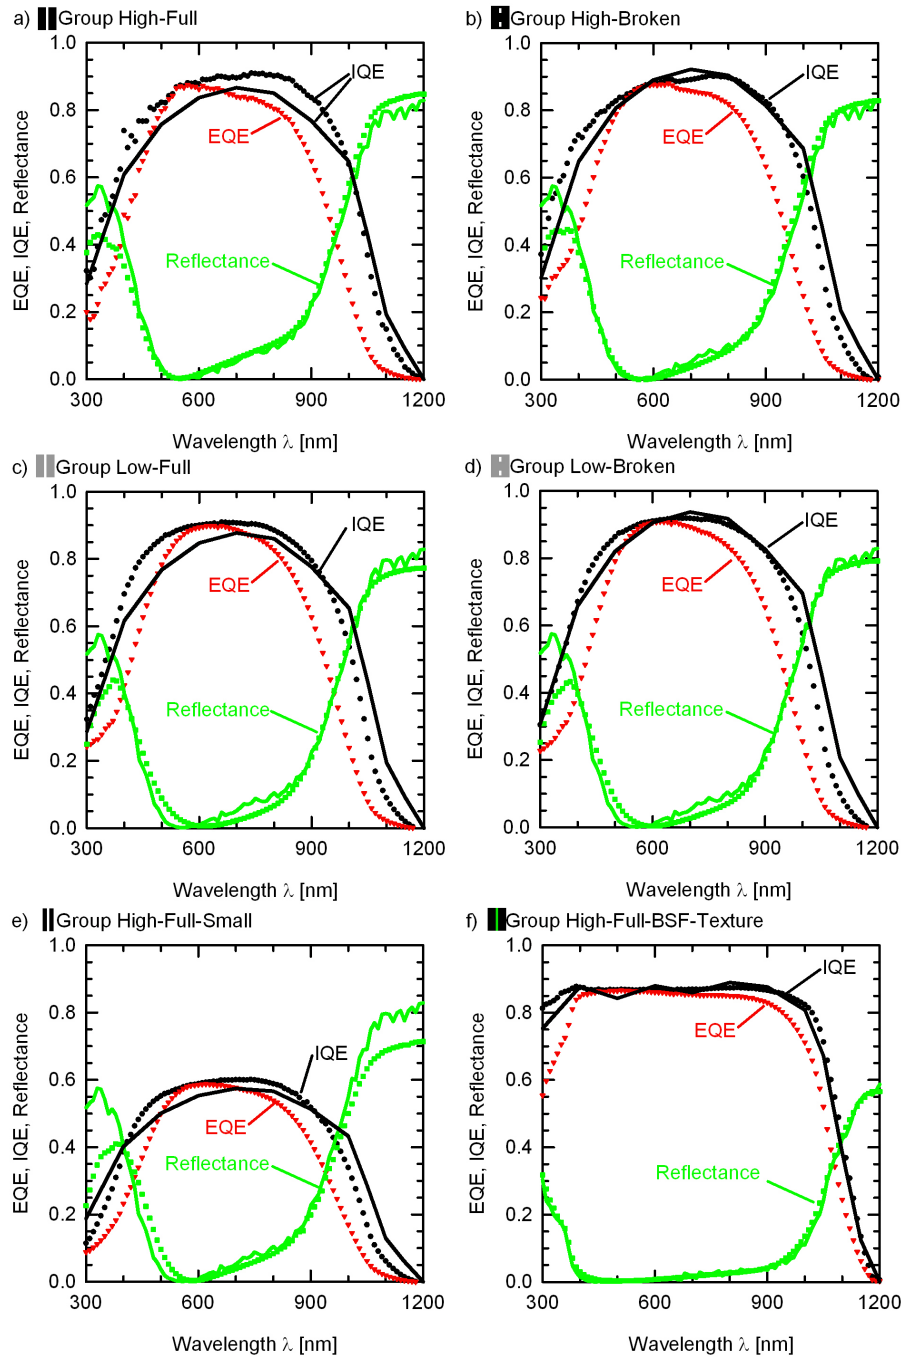 a) Group High-Full
b) Group High-Broken
EQE, IQE, Reflectance
1.0
0.8
0.6
0.4
0.2
0.0
IQE
EQE
Reflectance
300 600 900 1200
Wavelength λ [nm]
EQE, IQE, Reflectance
1.0
0.8
0.6
0.4
0.2
0.0
IQE
EQE
Reflectance
300 600 900 1200
Wavelength λ [nm]
c) Group Low-Full
d) Group Low-Broken
EQE, IQE, Reflectance
1.0
0.8
0.6
0.4
0.2
0.0
IQE
EQE
Reflectance
300 600 900 1200
Wavelength λ [nm]
EQE, IQE, Reflectance
1.0
0.8
0.6
0.4
0.2
0.0
IQE
EQE
Reflectance
300 600 900 1200
Wavelength λ [nm]
e) Group High-Full-Small
f) Group High-Full-BSF-Texture
EQE, IQE, Reflectance
1.0
0.8
0.6
0.4
0.2
0.0
IQE
EQE
Reflectance
300 600 900 1200
Wavelength λ [nm]
EQE, IQE, Reflectance
1.0
0.8
0.6
0.4
0.2
0.0
IQE
EQE
Reflectance
300 600 900 1200
Wavelength λ [nm]